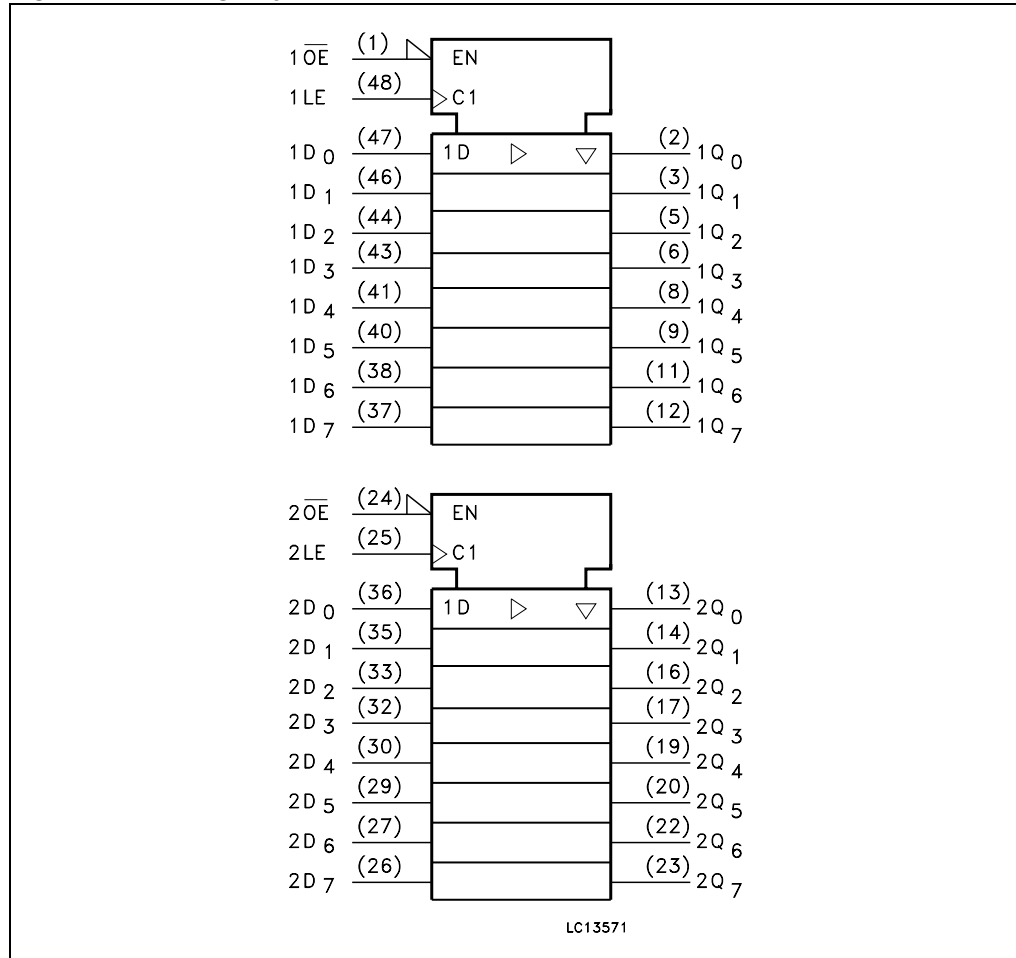 1O̅E̅ (1) EN
1LE (48) C1
1D0 (47) 1D (2) 1Q0
1D1 (46) (3) 1Q1
1D2 (44) (5) 1Q2
1D3 (43) (6) 1Q3
1D4 (41) (8) 1Q4
1D5 (40) (9) 1Q5
1D6 (38) (11) 1Q6
1D7 (37) (12) 1Q7
2O̅E̅ (24) EN
2LE (25) C1
2D0 (36) 1D (13) 2Q0
2D1 (35) (14) 2Q1
2D2 (33) (16) 2Q2
2D3 (32) (17) 2Q3
2D4 (30) (19) 2Q4
2D5 (29) (20) 2Q5
2D6 (27) (22) 2Q6
2D7 (26) (23) 2Q7
LC13571